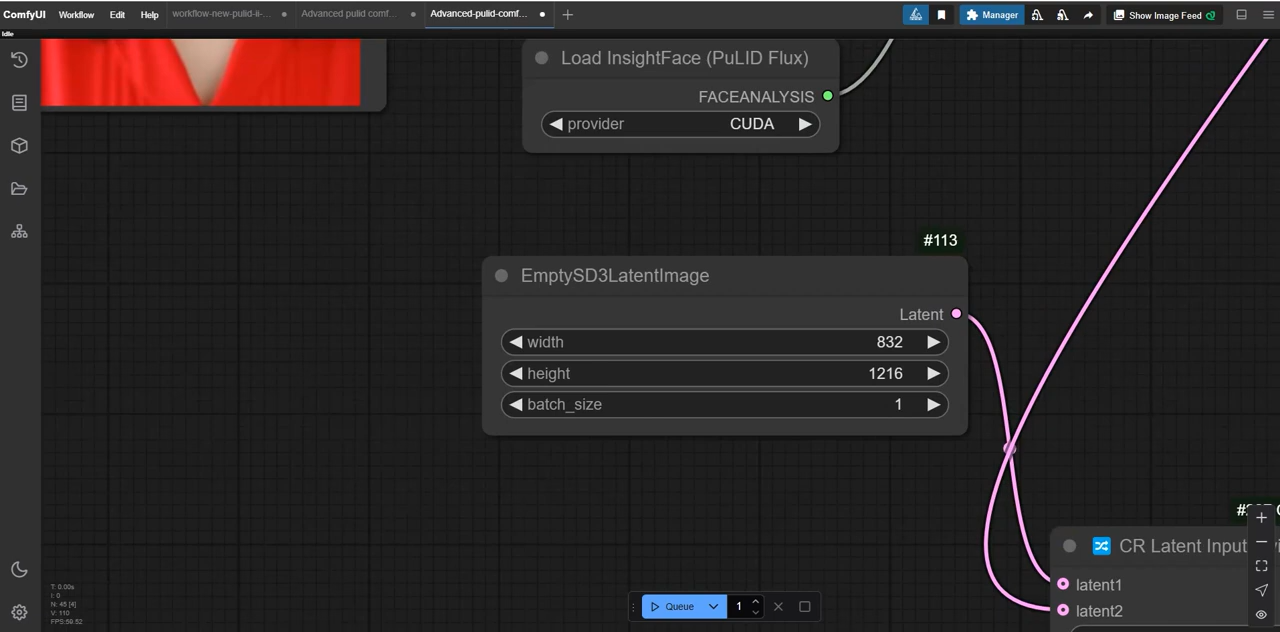 ComfyUI Workflow Edit Help workflow-new-pulid-ii-... Advanced pulid comf... Advanced-pulid-comf... Manager Show Image Feed
Idle
Load InsightFace (PuLID Flux)
FACEANALYSIS
provider CUDA
#113
EmptySD3LatentImage
Latent
width 832
height 1216
batch_size 1
CR Latent Input
latent1
latent2
T: 0.00s
I: 0
N: 45 [4]
V: 110
FPS:59.52
Queue 1